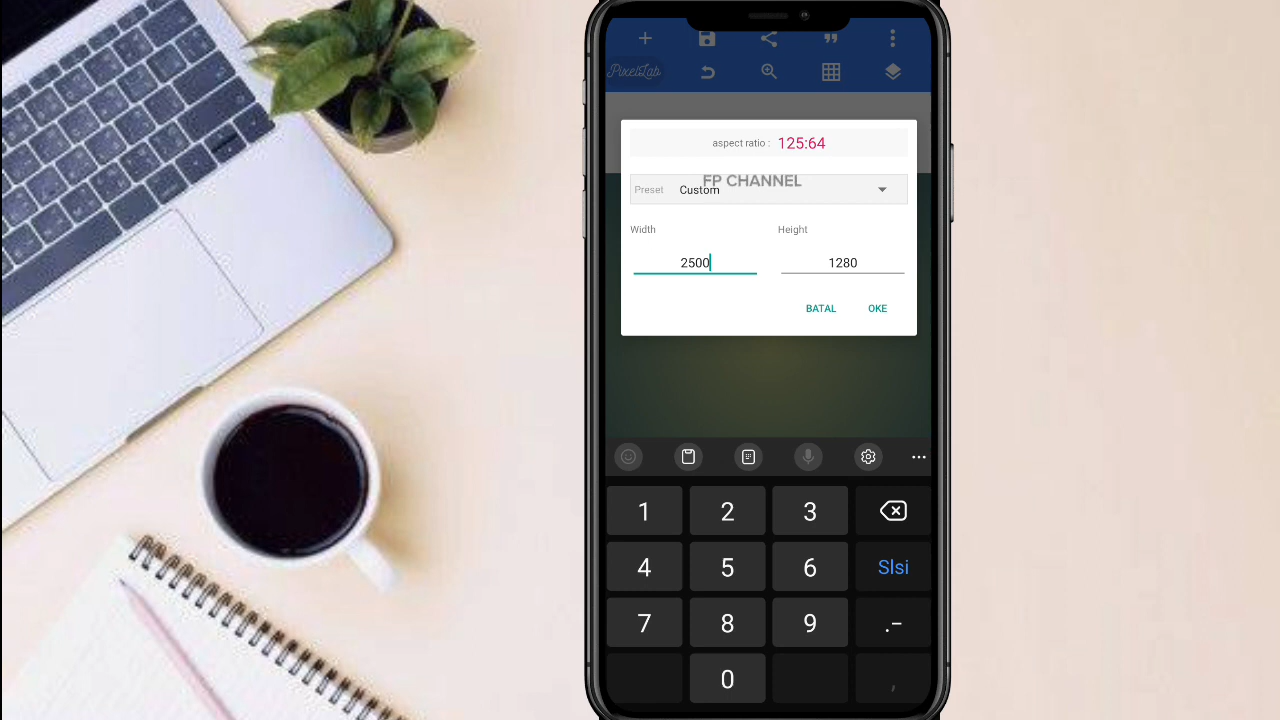 PixelLab
aspect ratio : 125:64
FP CHANNEL
Preset Custom
Width Height
2500 1280
BATAL OKE
1 2 3
4 5 6 Slsi
7 8 9 .-
0 ,